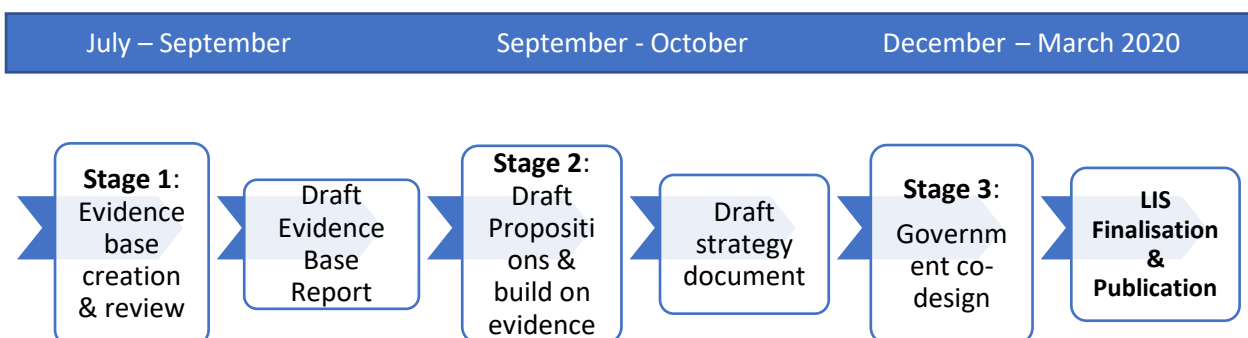 July – September
September - October
December – March 2020
Stage 1:
Evidence
base
creation
& review
Draft
Evidence
Base
Report
Stage 2:
Draft
Propositi
ons &
build on
evidence
Draft
strategy
document
Stage 3:
Governm
ent co-
design
LIS
Finalisation
&
Publication